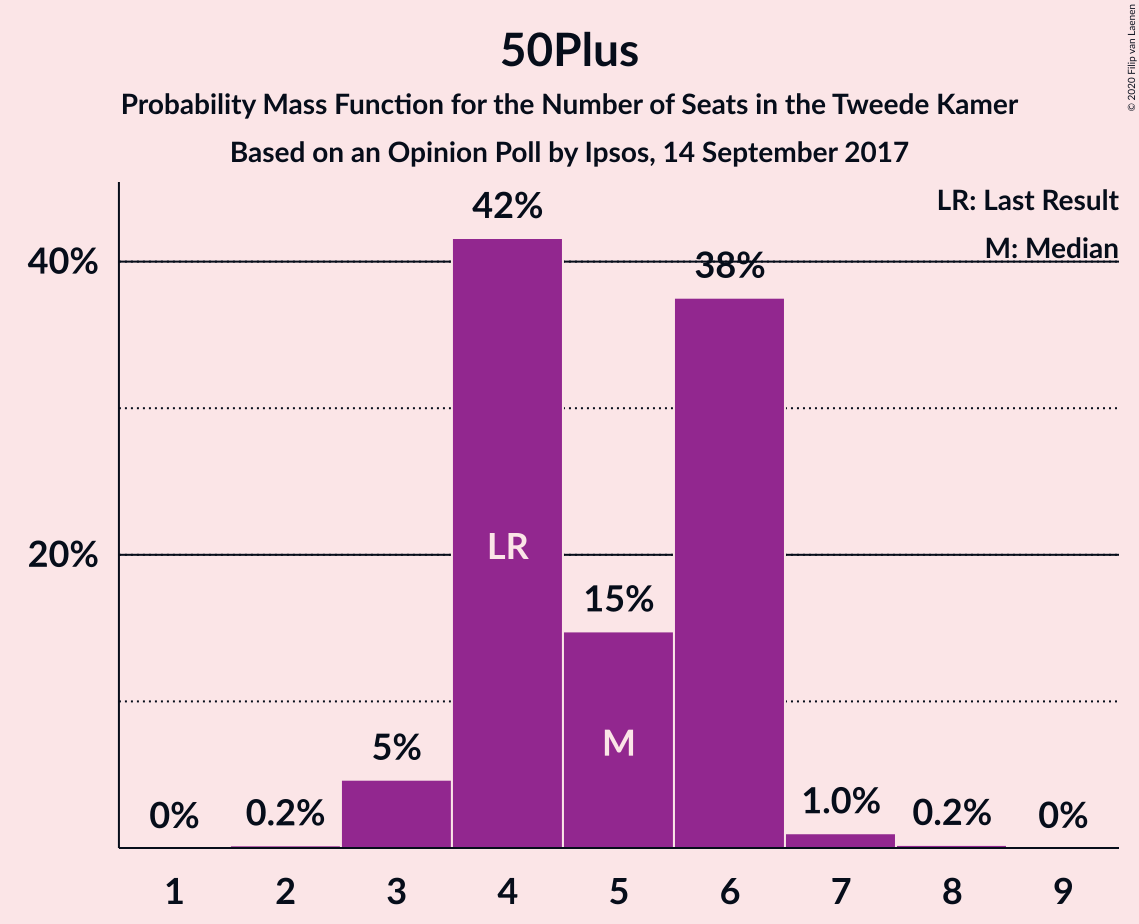 50Plus
Probability Mass Function for the Number of Seats in the Tweede Kamer
Based on an Opinion Poll by Ipsos, 14 September 2017
© 2020 Filip van Laenen
LR: Last Result
M: Median
42%
40%
38%
LR
20%
15%
M
5%
0%
0.2%
1.0%
0.2%
0%
1 2 3 4 5 6 7 8 9